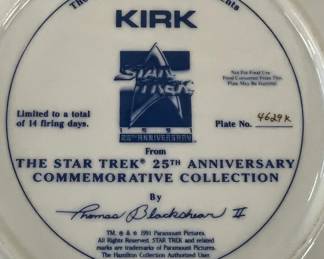 The
KIRK
STAR TREK
1991
25TH ANNIVERSARY
Not For Food Use
Food Consumed From This
Plate May Be Harmful
Limited to a total
of 14 firing days.
Plate No. 4629K
From
THE STAR TREK® 25TH ANNIVERSARY
COMMEMORATIVE COLLECTION
By
Thomas Blackshear II
TM, ® & © 1991 Paramount Pictures.
All Rights Reserved. STAR TREK and related
marks are trademarks of Paramount Pictures.
The Hamilton Collection Authorized User.